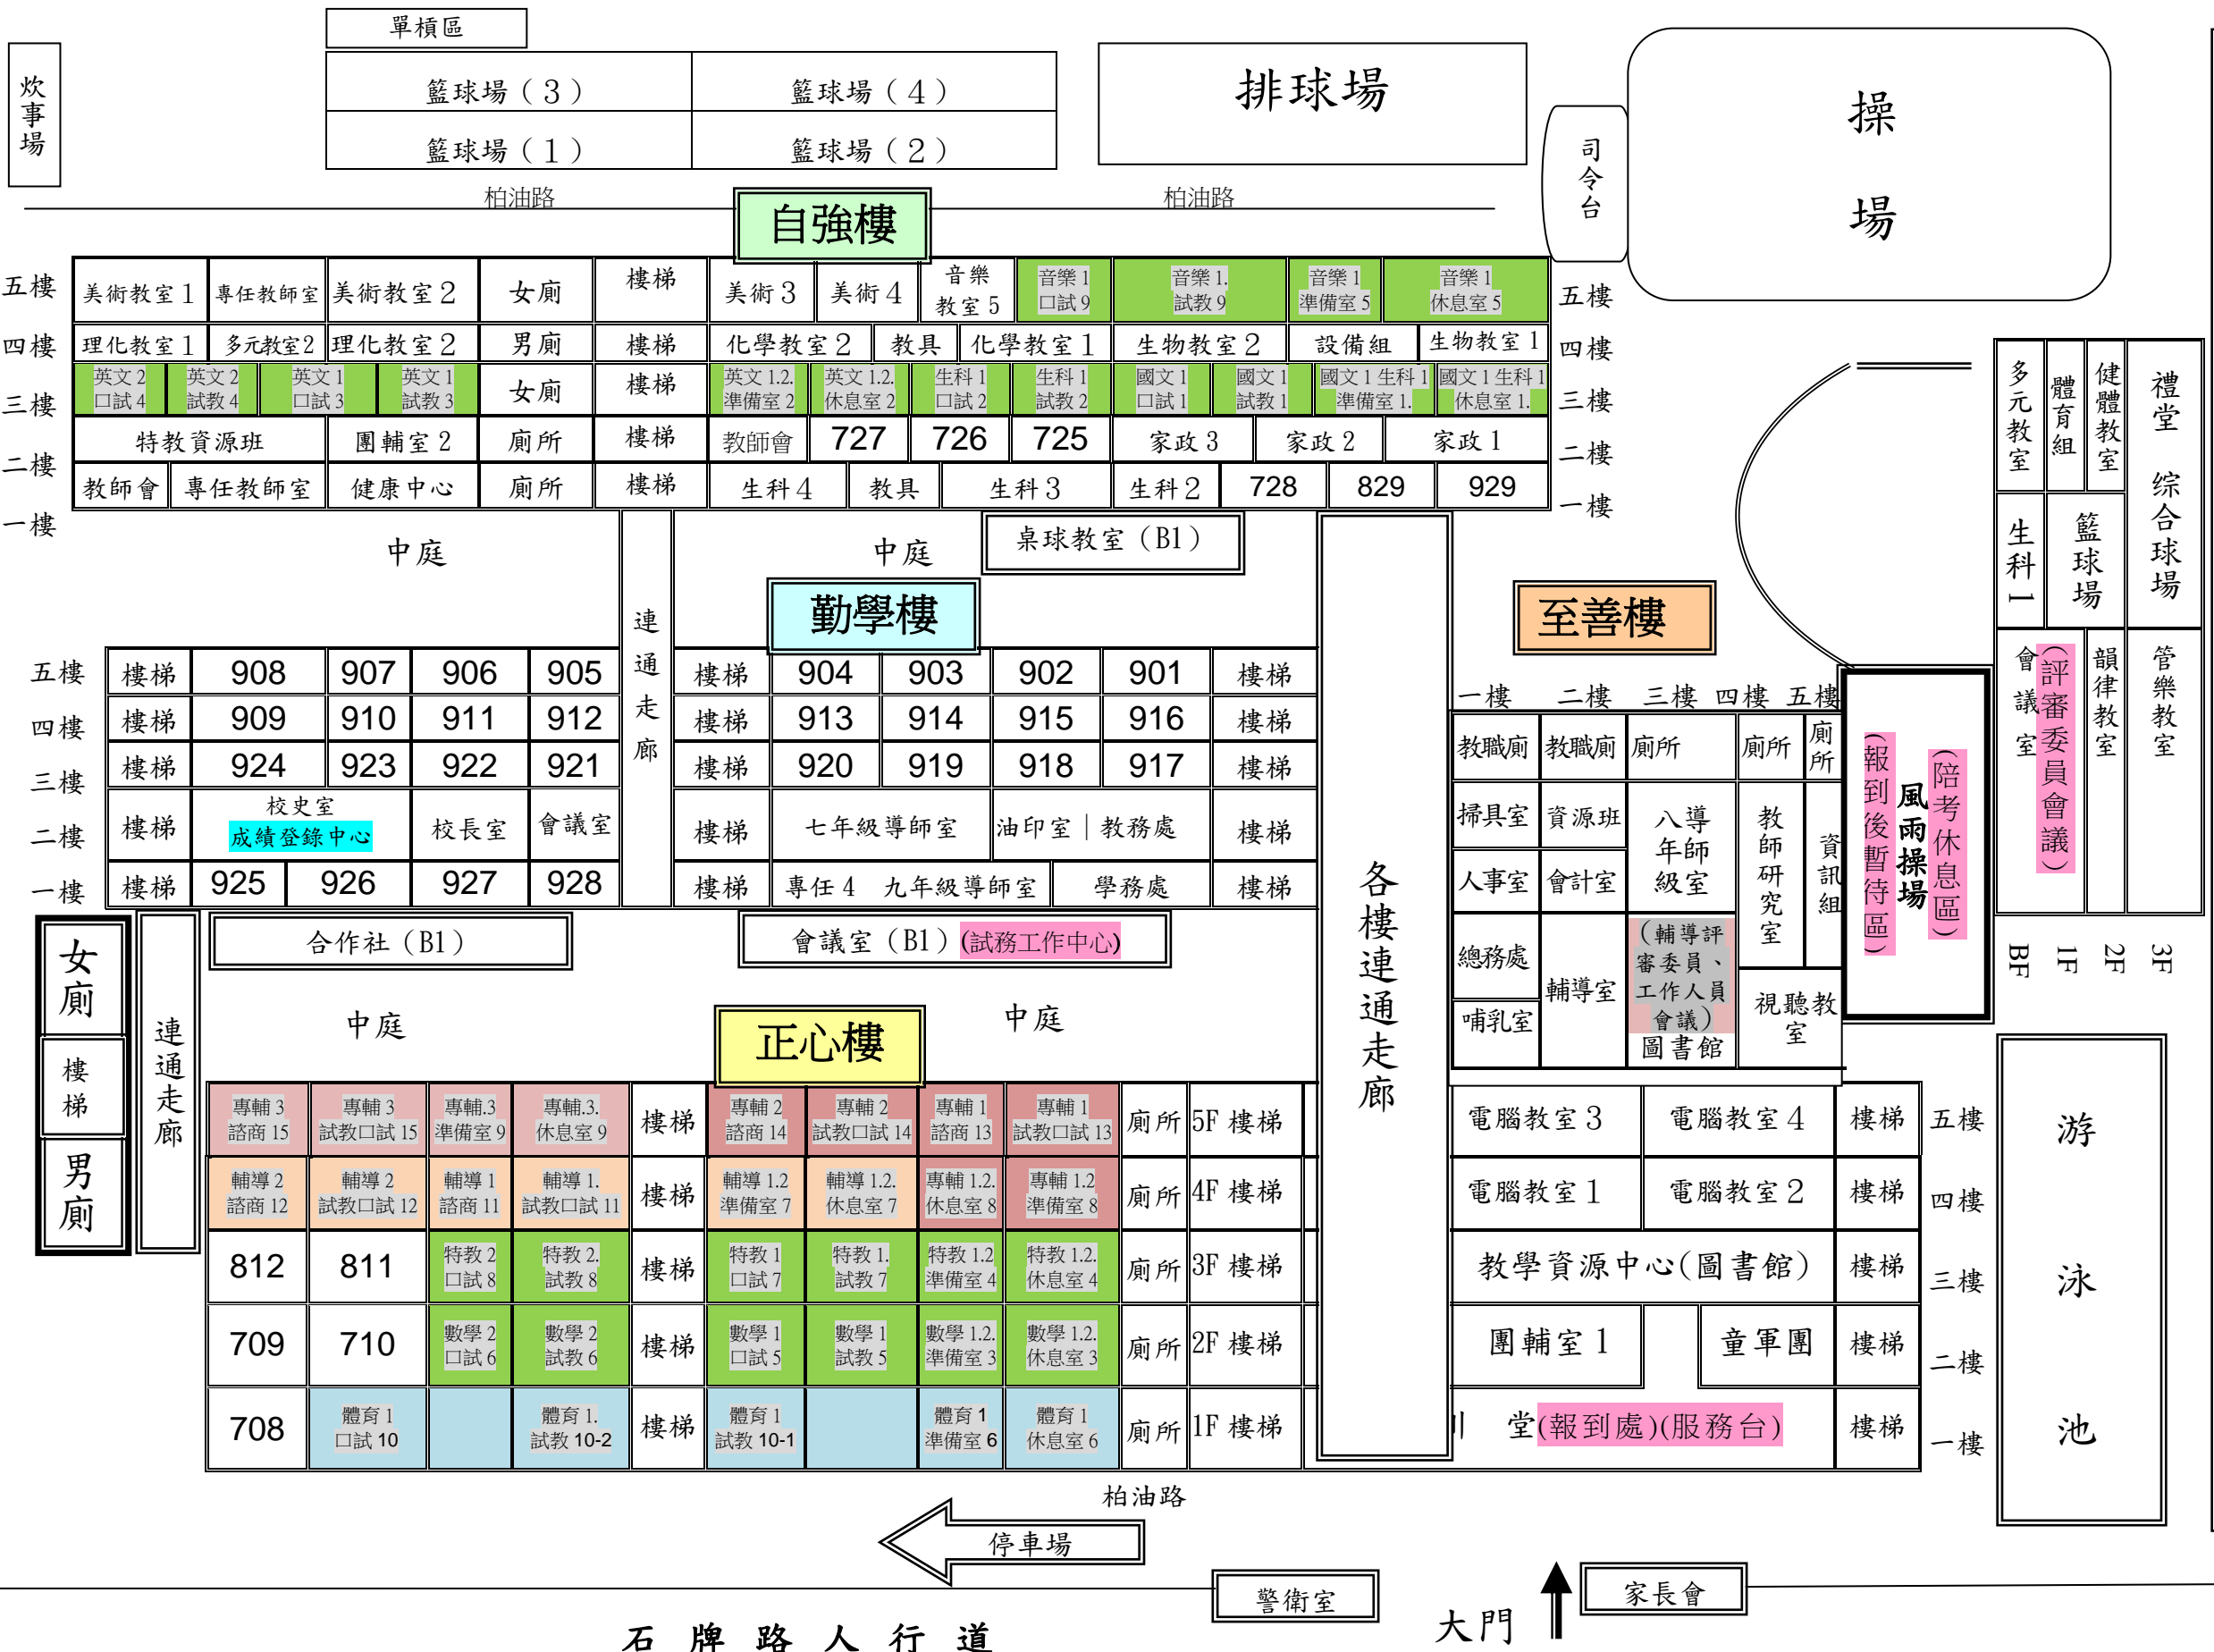 單槓區
炊事場
籃球場（3）
籃球場（4）
籃球場（1）
籃球場（2）
排球場
司令台
操場
柏油路
柏油路
自強樓
五樓
美術教室1
專任教師室
美術教室2
女廁
樓梯
美術3
美術4
音樂
教室5
音樂1
口試9
音樂1.
試教9
音樂1
準備室5
音樂1
休息室5
五樓
四樓
理化教室1
多元教室2
理化教室2
男廁
樓梯
化學教室2
教具
化學教室1
生物教室2
設備組
生物教室1
四樓
三樓
英文2
口試4
英文2
試教4
英文1
口試3
英文1
試教3
女廁
樓梯
英文1.2.
準備室2
英文1.2.
休息室2
生科1
口試2
生科1
試教2
國文1
口試1
國文1
試教1
國文1生科1
準備室1.
國文1生科1
休息室1.
三樓
二樓
特教資源班
團輔室2
廁所
樓梯
教師會
727
726
725
家政3
家政2
家政1
二樓
一樓
教師會
專任教師室
健康中心
廁所
樓梯
生科4
教具
生科3
生科2
728
829
929
一樓
中庭
中庭
桌球教室（B1）
連通走廊
勤學樓
至善樓
五樓
樓梯
908
907
906
905
樓梯
904
903
902
901
樓梯
四樓
樓梯
909
910
911
912
樓梯
913
914
915
916
樓梯
三樓
樓梯
924
923
922
921
樓梯
920
919
918
917
樓梯
二樓
樓梯
校史室
成績登錄中心
校長室
會議室
樓梯
七年級導師室
油印室｜教務處
樓梯
一樓
樓梯
925
926
927
928
樓梯
專任4 九年級導師室
學務處
樓梯
各樓連通走廊
一樓
二樓
三樓
四樓
五樓
教職廁
教職廁
廁所
廁所
廁所
掃具室
資源班
八導
年師
級室
教師研究室
資訊組
人事室
會計室
總務處
輔導室
（輔導評
審委員、
工作人員
會議）
圖書館
視聽教室
哺乳室
（報到後暫待區）
風雨操場
（陪考休息區）
多元教室
體育組
健體教室
禮堂 綜合球場
生科1
籃球場
會議室
（評審委員會議）
韻律教室
管樂教室
BF
1F
2F
3F
女廁
樓梯
男廁
連通走廊
合作社（B1）
會議室（B1）(試務工作中心)
中庭
中庭
正心樓
專輔3
諮商15
專輔3
試教口試15
專輔.3
準備室9
專輔.3.
休息室9
樓梯
專輔2
諮商14
專輔2
試教口試14
專輔1
諮商13
專輔1
試教口試13
廁所
5F 樓梯
電腦教室3
電腦教室4
樓梯
五樓
輔導2
諮商12
輔導2
試教口試12
輔導1
諮商11
輔導1.
試教口試11
樓梯
輔導1.2
準備室7
輔導1.2.
休息室7
專輔1.2.
休息室8
專輔1.2
準備室8
廁所
4F 樓梯
電腦教室1
電腦教室2
樓梯
四樓
812
811
特教2
口試8
特教2.
試教8
樓梯
特教1
口試7
特教1.
試教7
特教1.2
準備室4
特教1.2.
休息室4
廁所
3F 樓梯
教學資源中心(圖書館)
樓梯
三樓
709
710
數學2
口試6
數學2
試教6
樓梯
數學1
口試5
數學1
試教5
數學1.2.
準備室3
數學1.2.
休息室3
廁所
2F 樓梯
團輔室1
童軍團
樓梯
二樓
708
體育1
口試10
體育1.
試教10-2
樓梯
體育1
試教10-1
體育1
準備室6
體育1
休息室6
廁所
1F 樓梯
堂(報到處)(服務台)
樓梯
一樓
游泳池
柏油路
停車場
警衛室
大門
家長會
石牌路人行道